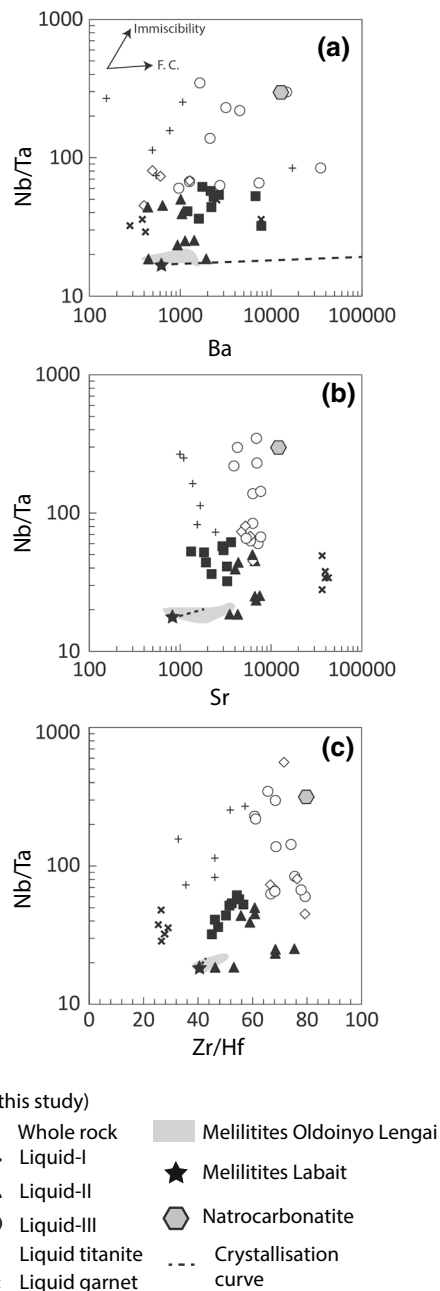 Immiscibility
(a)
F. C.
1000
100
10
Nb/Ta
100 1000 10000 100000
Ba
1000
(b)
100
10
Nb/Ta
100 1000 10000 100000
Sr
1000
(c)
100
10
Nb/Ta
0 20 40 60 80 100
Zr/Hf
this study)
Whole rock
Melilitites Oldoinyo Lengai
Liquid-I
Melilitites Labait
Liquid-II
Liquid-III
Natrocarbonatite
Liquid titanite
Crystallisation
Liquid garnet
curve